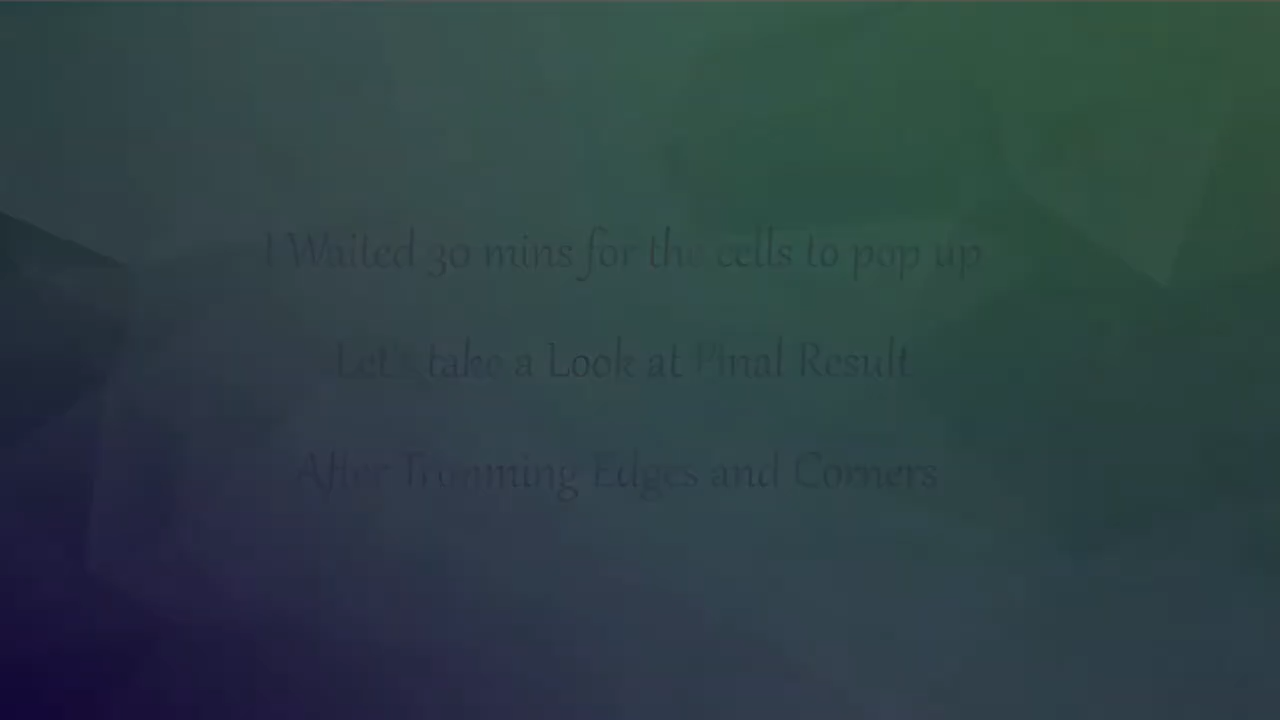 I Waited 30 mins for the cells to pop up
Let's take a Look at Final Result
After Trimming Edges and Corners